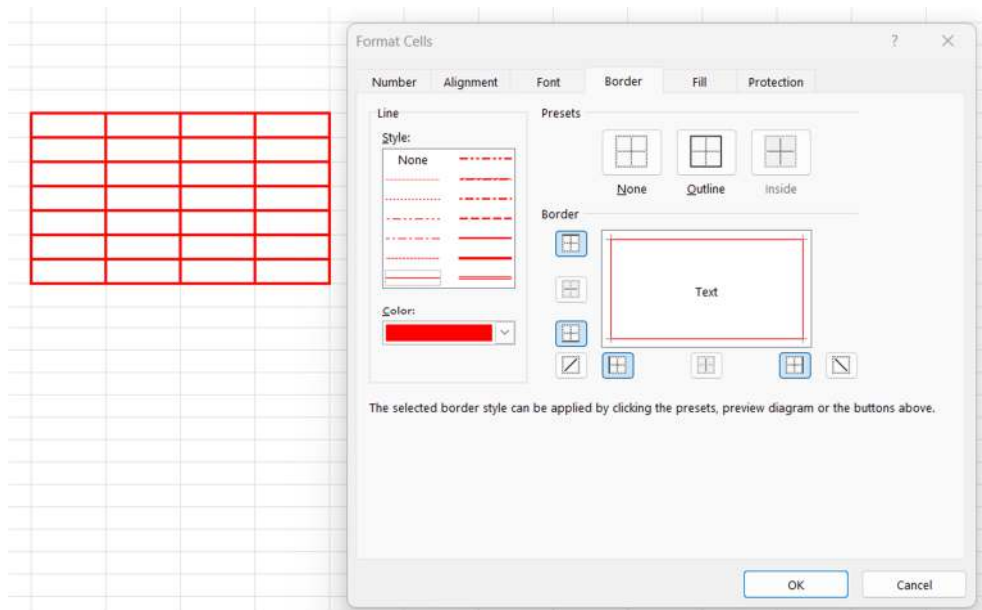 Format Cells
Number Alignment Font Border Fill Protection
Line
Style:
None
Color:
Presets
None Outline Inside
Border
Text
The selected border style can be applied by clicking the presets, preview diagram or the buttons above.
OK Cancel